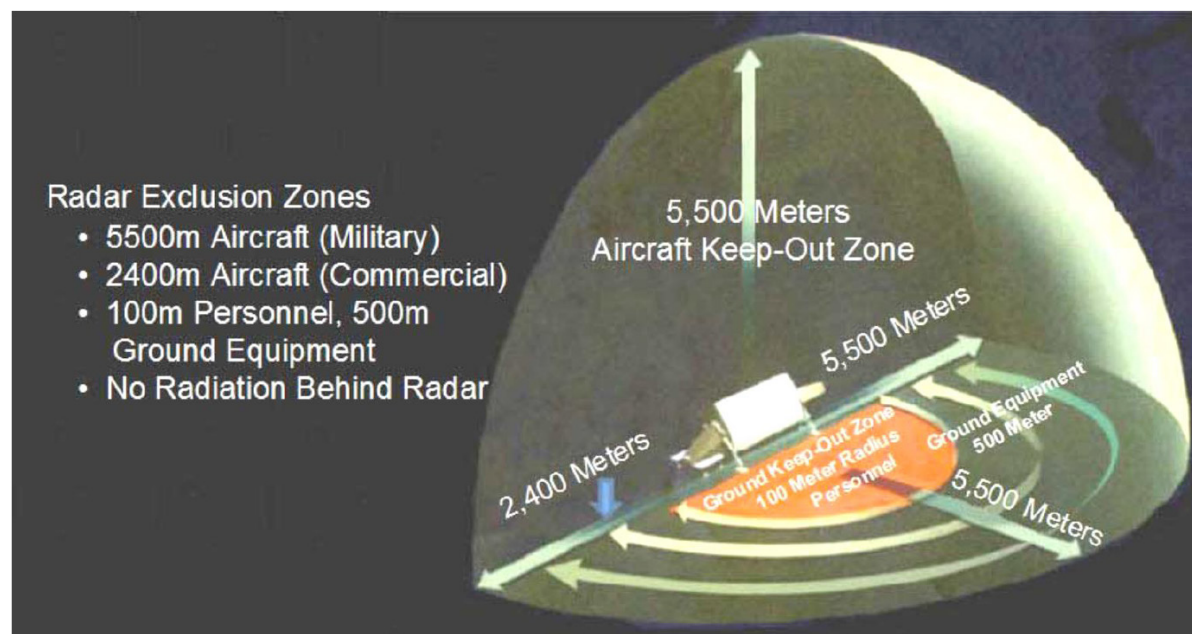 Radar Exclusion Zones
• 5500m Aircraft (Military)
• 2400m Aircraft (Commercial)
• 100m Personnel, 500m
Ground Equipment
• No Radiation Behind Radar
5,500 Meters
Aircraft Keep-Out Zone
5,500 Meters
2,400 Meters
Ground Keep-Out Zone
100 Meter Radius
Personnel
Ground Equipment
500 Meter
5,500 Meters